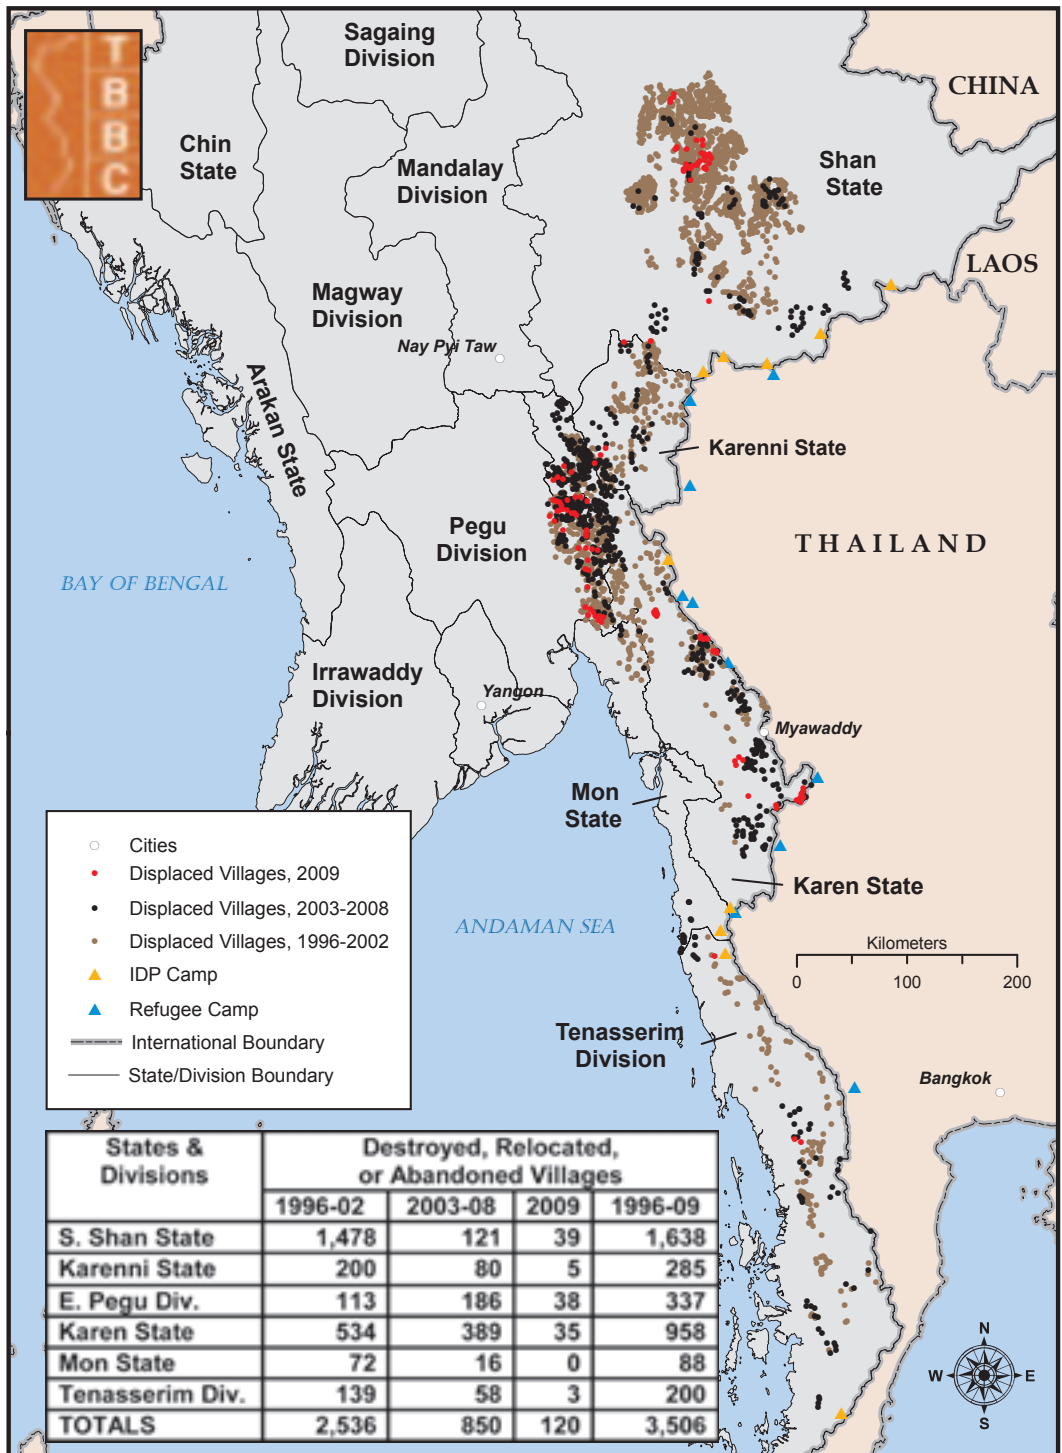 T
B
B
C
Sagaing
Division
CHINA
Chin
State
Mandalay
Division
Shan
State
LAOS
Magway
Division
Nay Pyi Taw
Arakan State
Karenni State
Pegu
Division
THAILAND
BAY OF BENGAL
Irrawaddy
Division
Yangon
Myawaddy
Mon
State
Karen State
ANDAMAN SEA
Cities
Displaced Villages, 2009
Displaced Villages, 2003-2008
Displaced Villages, 1996-2002
IDP Camp
Refugee Camp
International Boundary
State/Division Boundary
Kilometers
0 100 200
Tenasserim
Division
Bangkok
States & Divisions Destroyed, Relocated, or Abandoned Villages
1996-02 2003-08 2009 1996-09
S. Shan State 1,478 121 39 1,638
Karenni State 200 80 5 285
E. Pegu Div. 113 186 38 337
Karen State 534 389 35 958
Mon State 72 16 0 88
Tenasserim Div. 139 58 3 200
TOTALS 2,536 850 120 3,506
N
W E
S